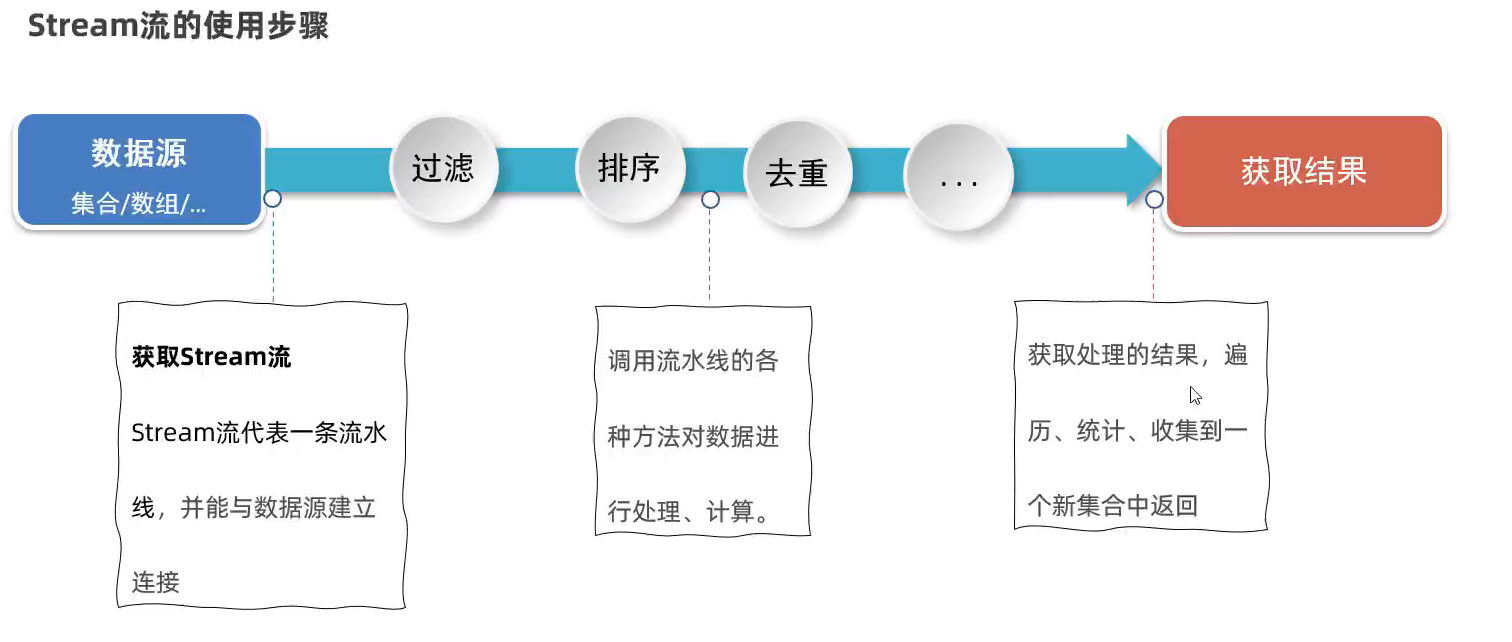 Stream流的使用步骤
数据源
集合/数组/...
过滤
排序
去重
...
获取结果
获取Stream流
Stream流代表一条流水
线，并能与数据源建立
连接
调用流水线的各
种方法对数据进
行处理、计算。
获取处理的结果，遍
历、统计、收集到一
个新集合中返回